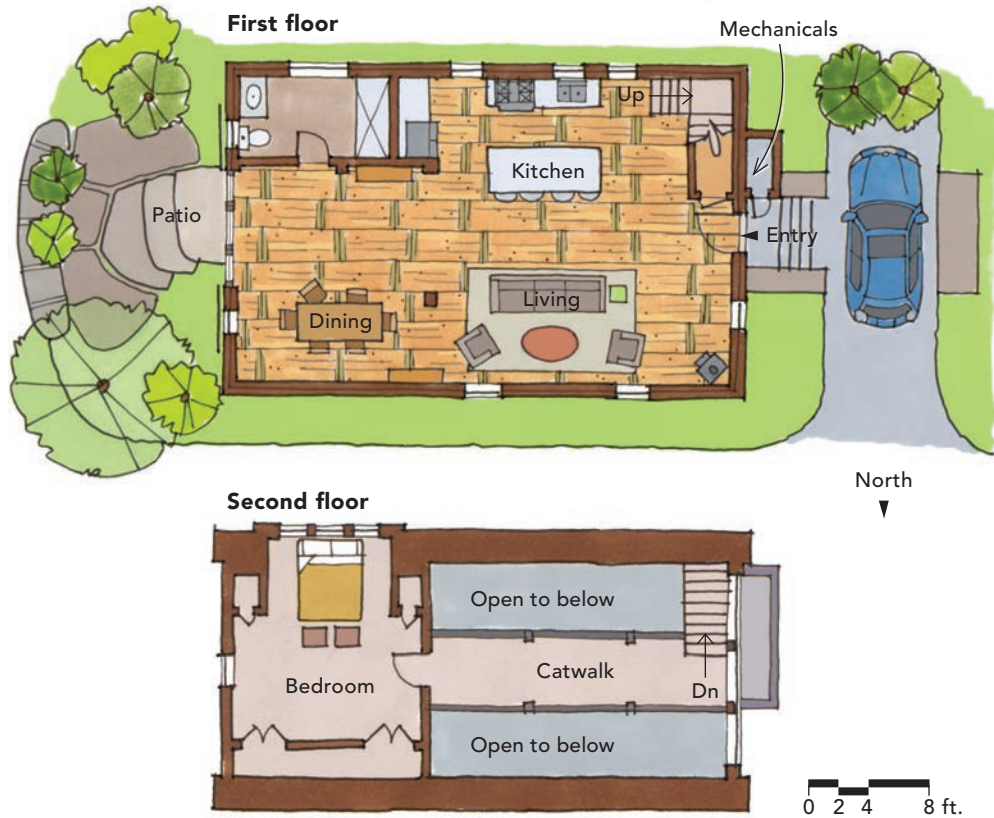 First floor
Mechanicals
Up
Kitchen
Patio
Entry
Living
Dining
North
Second floor
Open to below
Catwalk
Bedroom
Dn
Open to below
0 2 4 8 ft.